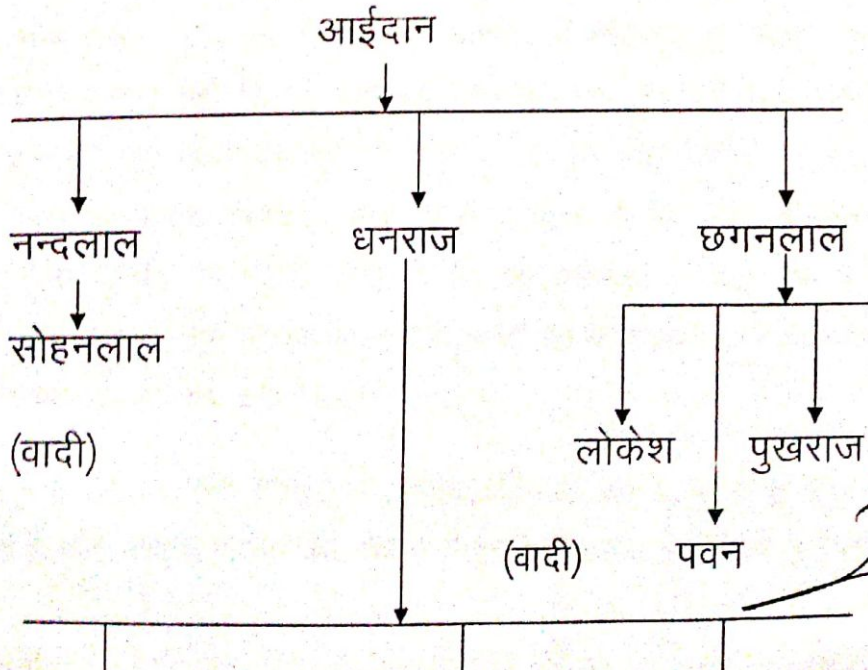 आईदान
नन्दलाल धनराज छगनलाल
सोहनलाल
(वादी) लोकेश पुखराज
(वादी) पवन